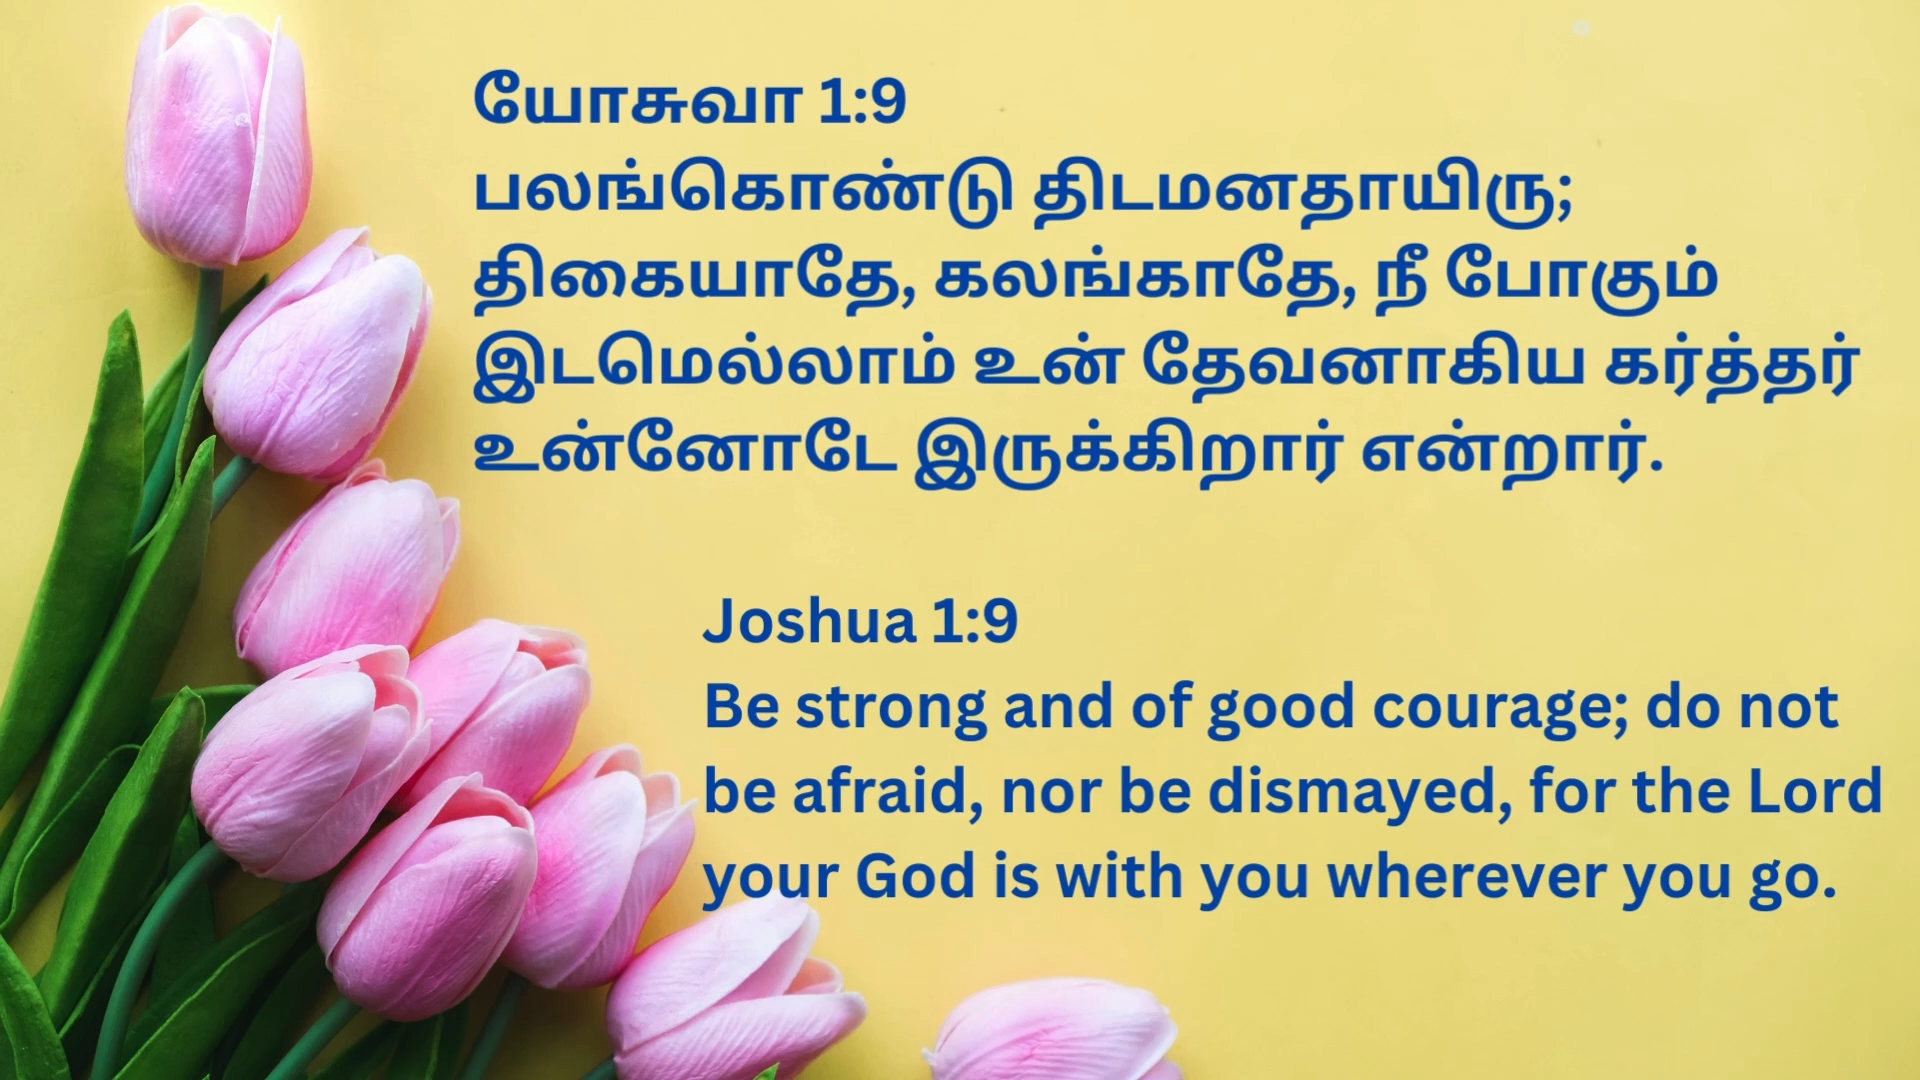 யோசுவா 1:9
பலங்கொண்டு திடமனதாயிரு;
திகையாதே, கலங்காதே, நீ போகும்
இடமெல்லாம் உன் தேவனாகிய கர்த்தர்
உன்னோடே இருக்கிறார் என்றார்.
Joshua 1:9
Be strong and of good courage; do not
be afraid, nor be dismayed, for the Lord
your God is with you wherever you go.